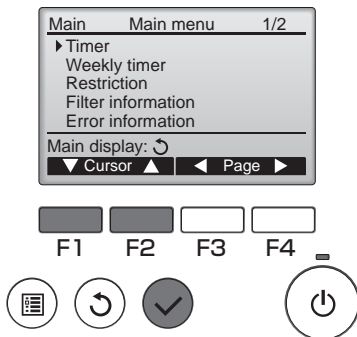 Main Main menu 1/2
Timer
Weekly timer
Restriction
Filter information
Error information
Main display:
Cursor Page
F1 F2 F3 F4